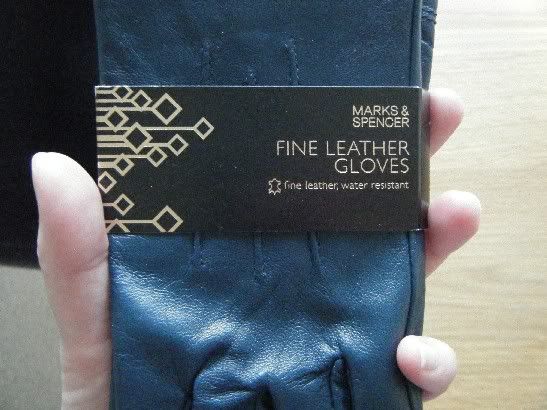 MARKS &
SPENCER
FINE LEATHER
GLOVES
fine leather, water resistant